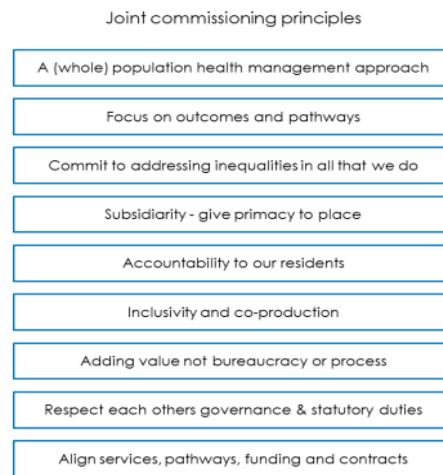 Joint commissioning principles
A (whole) population health management approach
Focus on outcomes and pathways
Commit to addressing inequalities in all that we do
Subsidiarity - give primacy to place
Accountability to our residents
Inclusivity and co-production
Adding value not bureaucracy or process
Respect each others governance & statutory duties
Align services, pathways, funding and contracts